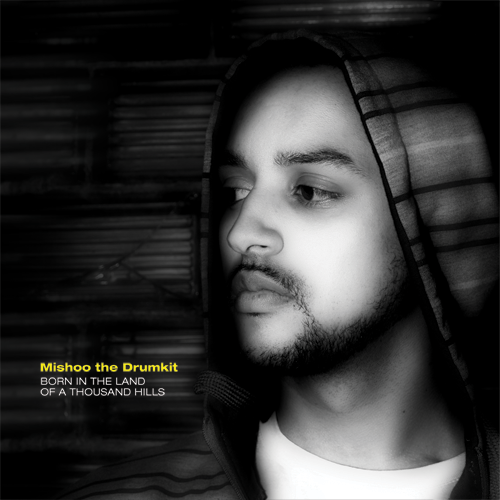 Mishoo the Drumkit
BORN IN THE LAND
OF A THOUSAND HILLS